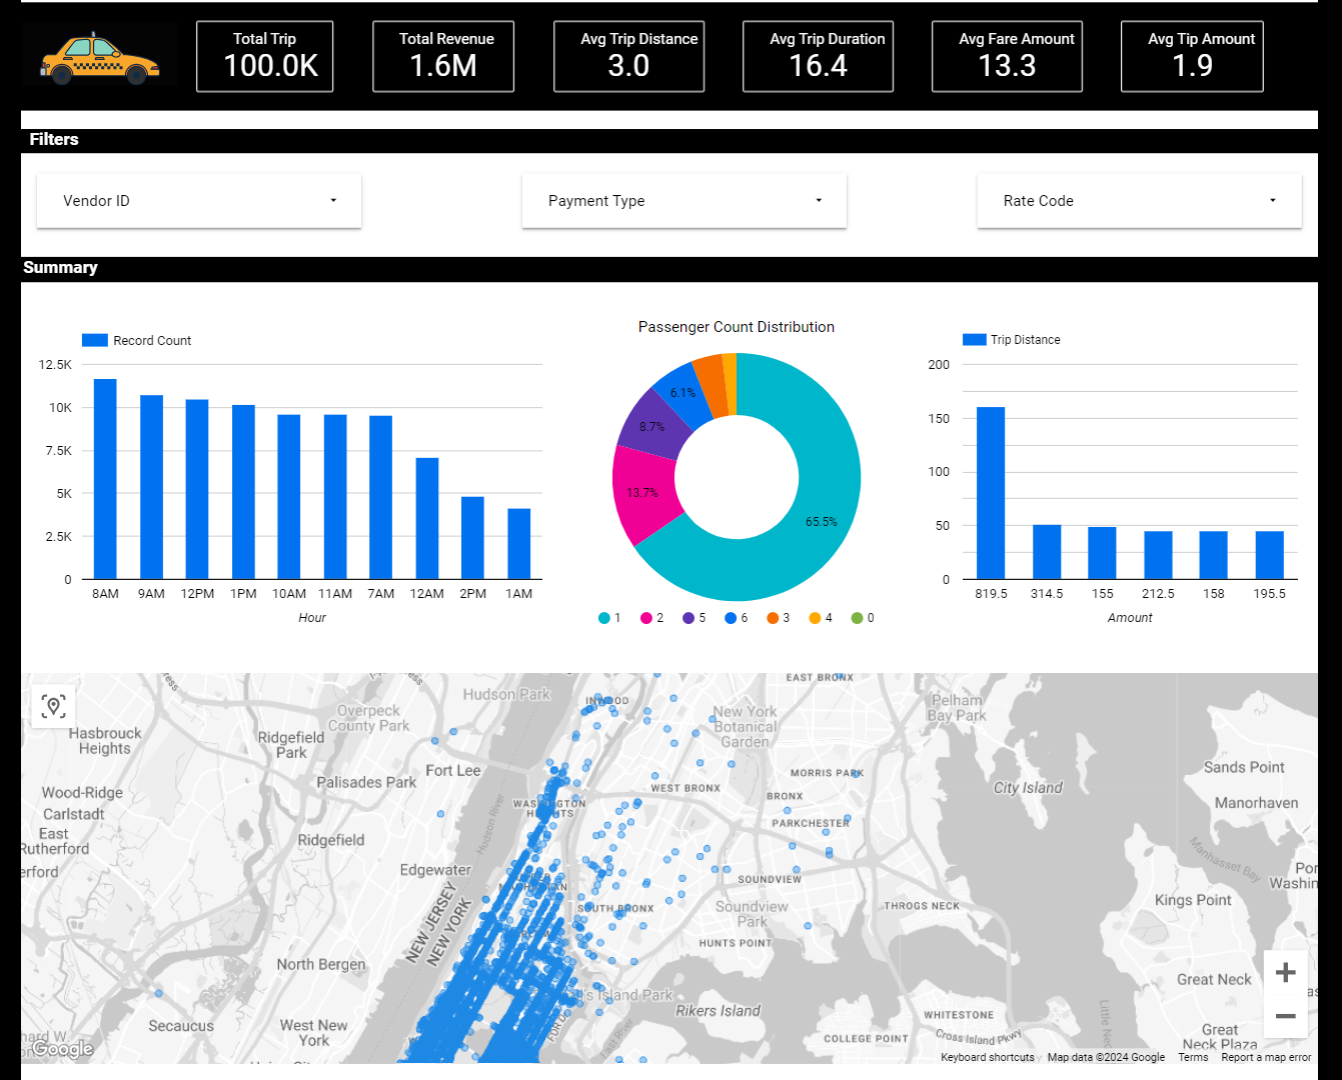 Total Trip
100.0K
Total Revenue
1.6M
Avg Trip Distance
3.0
Avg Trip Duration
16.4
Avg Fare Amount
13.3
Avg Tip Amount
1.9
Filters
Vendor ID
Payment Type
Rate Code
Summary
Record Count
12.5K
10K
7.5K
5K
2.5K
0
8AM 9AM 12PM 1PM 10AM 11AM 7AM 12AM 2PM 1AM
Hour
Passenger Count Distribution
6.1%
8.7%
13.7%
65.5%
1 2 5 6 3 4 0
Trip Distance
200
150
100
50
0
819.5 314.5 155 212.5 158 195.5
Amount
Hudson Park
Overpeck
County Park
Hasbrouck
Heights
Ridgefield
Park
Fort Lee
Palisades Park
Wood-Ridge
Carlstadt
East
Rutherford
Ridgefield
Edgewater
Hudson River
NEW JERSEY
NEW YORK
North Bergen
Secaucus
West New
York
INWOOD
WASHINGTON
HEIGHTS
EAST BRONX
New York
Botanical
Garden
Pelham
Bay Park
MORRIS PARK
WEST BRONX
BRONX
PARKCHESTER
City Island
Sands Point
Manorhaven
Manhasset Bay
SOUNDVIEW
Soundview
Park
SOUTH BRONX
HUNTS POINT
THROGS NECK
Kings Point
Great Neck
Rikers Island
WHITESTONE
COLLEGE POINT
Cross Island Pkwy
Great
Neck Plaza
Google
Keyboard shortcuts
Map data ©2024 Google
Terms
Report a map error